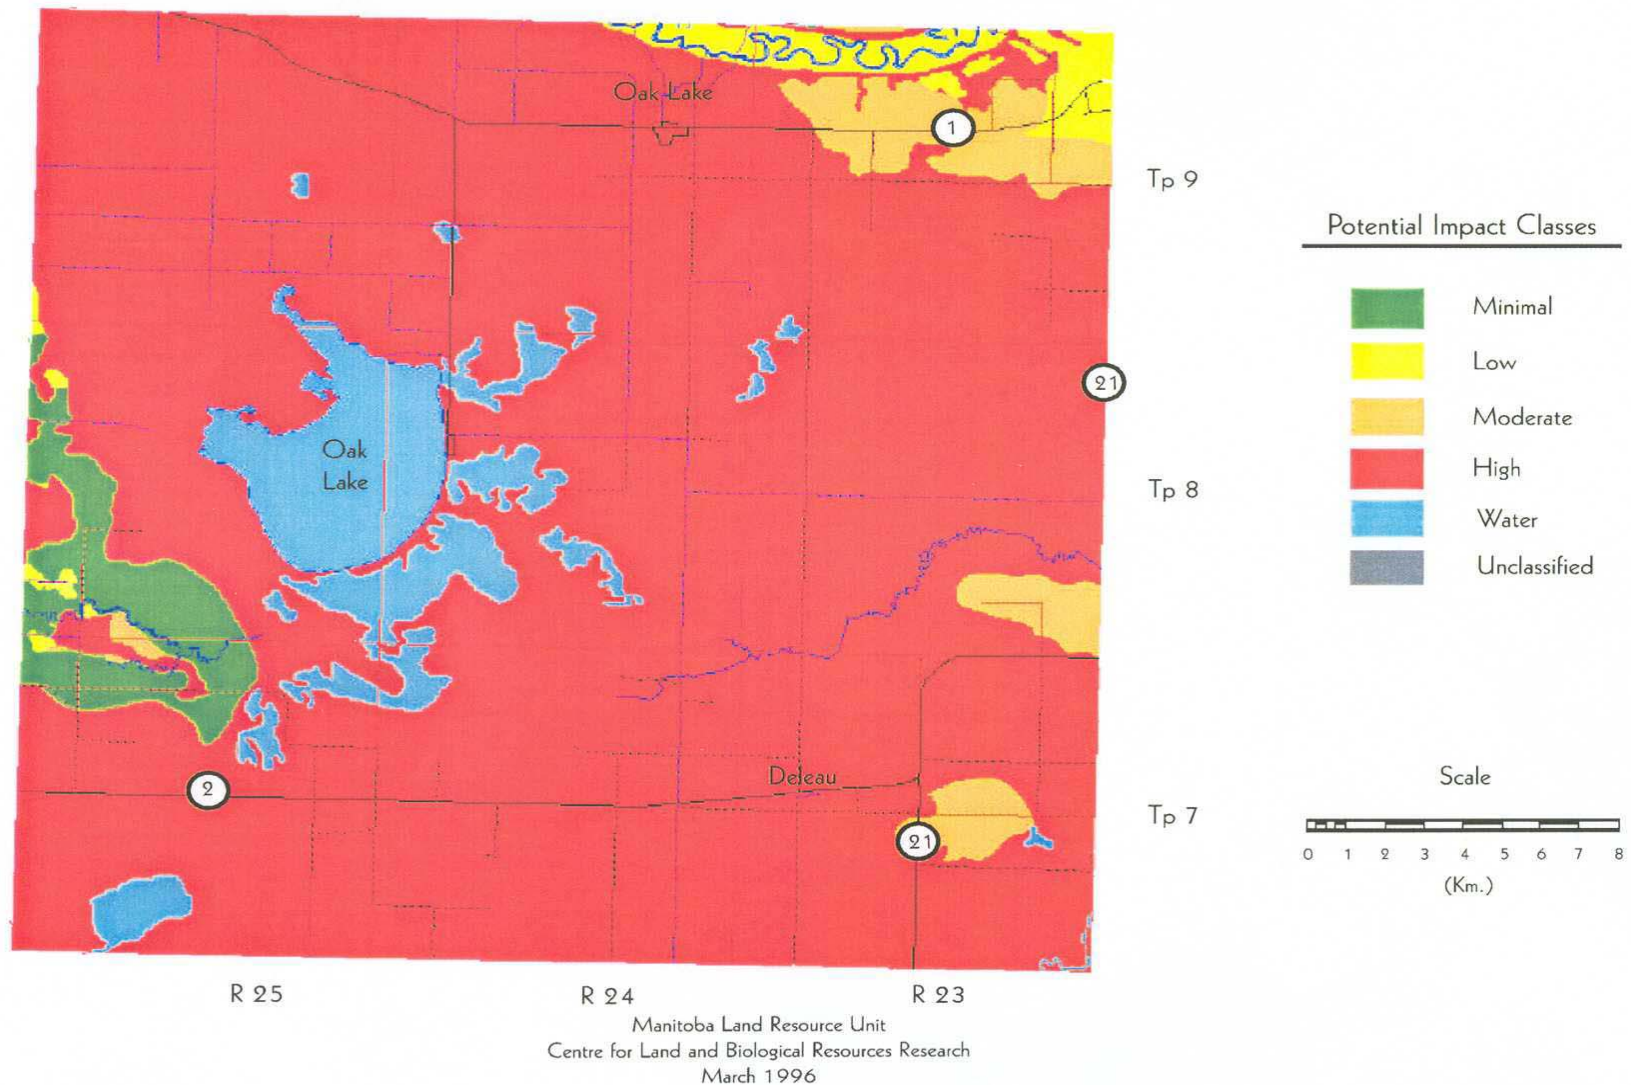 Oak Lake
1
Tp 9
Potential Impact Classes
Minimal
Low
21
Moderate
Oak
Lake
High
Tp 8
Water
Unclassified
Deleau
Scale
2
Tp 7
21
0 1 2 3 4 5 6 7 8
(Km.)
R 25 R 24 R 23
Manitoba Land Resource Unit
Centre for Land and Biological Resources Research
March 1996